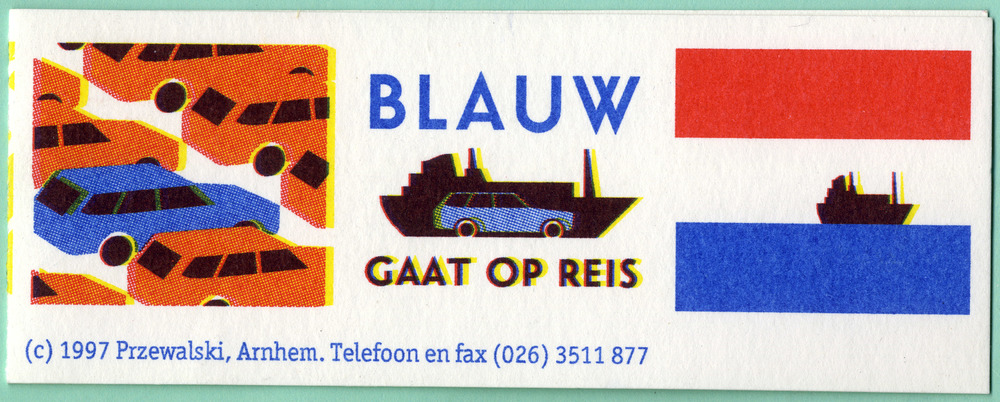 BLAUW
GAAT OP REIS
(c) 1997 Przewalski, Arnhem. Telefoon en fax (026) 3511 877